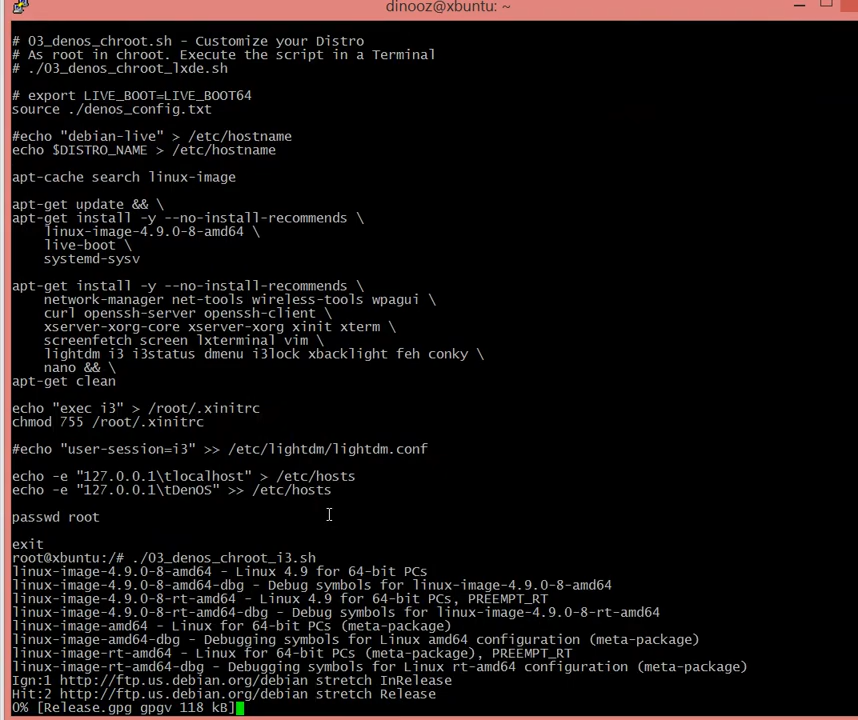 dinooz@xbuntu: ~
# 03_denos_chroot.sh - Customize your Distro
# As root in chroot. Execute the script in a Terminal
# ./03_denos_chroot_lxde.sh
# export LIVE_BOOT=LIVE_BOOT64
source ./denos_config.txt
#echo "debian-live" > /etc/hostname
echo $DISTRO_NAME > /etc/hostname
apt-cache search linux-image
apt-get update && \
apt-get install -y --no-install-recommends \
    linux-image-4.9.0-8-amd64 \
    live-boot \
    systemd-sysv
apt-get install -y --no-install-recommends \
    network-manager net-tools wireless-tools wpagui \
    curl openssh-server openssh-client \
    xserver-xorg-core xserver-xorg xinit xterm \
    screenfetch screen lxterminal vim \
    lightdm i3 i3status dmenu i3lock xbacklight feh conky \
    nano && \
apt-get clean
echo "exec i3" > /root/.xinitrc
chmod 755 /root/.xinitrc
#echo "user-session=i3" >> /etc/lightdm/lightdm.conf
echo -e "127.0.0.1\tlocalhost" > /etc/hosts
echo -e "127.0.0.1\tDenOS" >> /etc/hosts
passwd root
exit
root@xbuntu:/# ./03_denos_chroot_i3.sh
linux-image-4.9.0-8-amd64 - Linux 4.9 for 64-bit PCs
linux-image-4.9.0-8-amd64-dbg - Debug symbols for linux-image-4.9.0-8-amd64
linux-image-4.9.0-8-rt-amd64 - Linux 4.9 for 64-bit PCs, PREEMPT_RT
linux-image-4.9.0-8-rt-amd64-dbg - Debug symbols for linux-image-4.9.0-8-rt-amd64
linux-image-amd64 - Linux for 64-bit PCs (meta-package)
linux-image-amd64-dbg - Debugging symbols for Linux amd64 configuration (meta-package)
linux-image-rt-amd64 - Linux for 64-bit PCs (meta-package), PREEMPT_RT
linux-image-rt-amd64-dbg - Debugging symbols for Linux rt-amd64 configuration (meta-package)
Ign:1 http://ftp.us.debian.org/debian stretch InRelease
Hit:2 http://ftp.us.debian.org/debian stretch Release
0% [Release.gpg gpgv 118 kB]